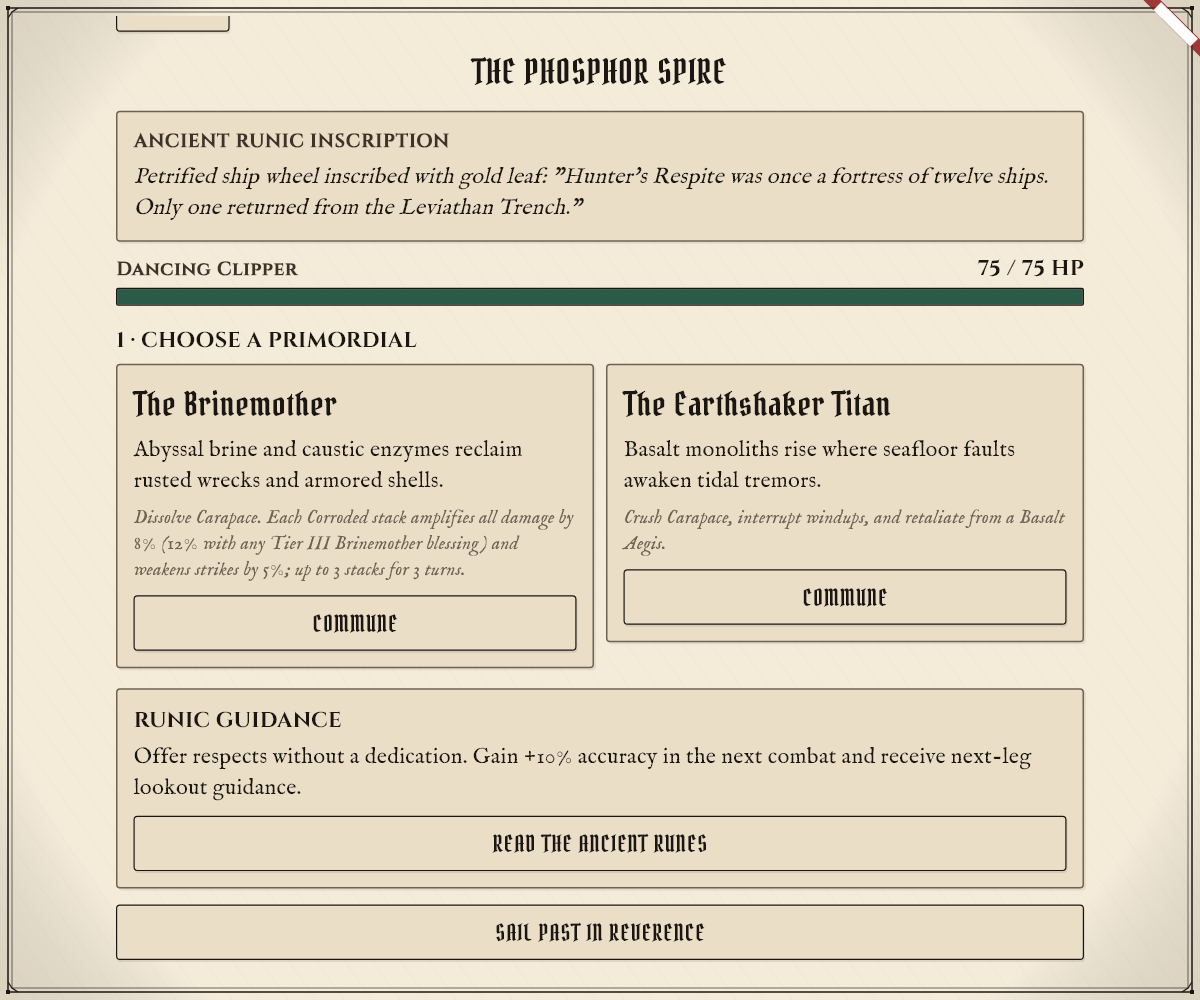 THE PHOSPHOR SPIRE
ANCIENT RUNIC INSCRIPTION
Petrified ship wheel inscribed with gold leaf: "Hunter's Respite was once a fortress of twelve ships.
Only one returned from the Leviathan Trench."
Dancing Clipper
75 / 75 HP
1 · CHOOSE A PRIMORDIAL
The Brinemother
Abyssal brine and caustic enzymes reclaim
rusted wrecks and armored shells.
Dissolve Carapace. Each Corroded stack amplifies all damage by
8% (12% with any Tier III Brinemother blessing) and
weakens strikes by 5%; up to 3 stacks for 3 turns.
COMMUNE
The Earthshaker Titan
Basalt monoliths rise where seafloor faults
awaken tidal tremors.
Crush Carapace, interrupt windups, and retaliate from a Basalt
Aegis.
COMMUNE
RUNIC GUIDANCE
Offer respects without a dedication. Gain +10% accuracy in the next combat and receive next-leg
lookout guidance.
READ THE ANCIENT RUNES
SAIL PAST IN REVERENCE